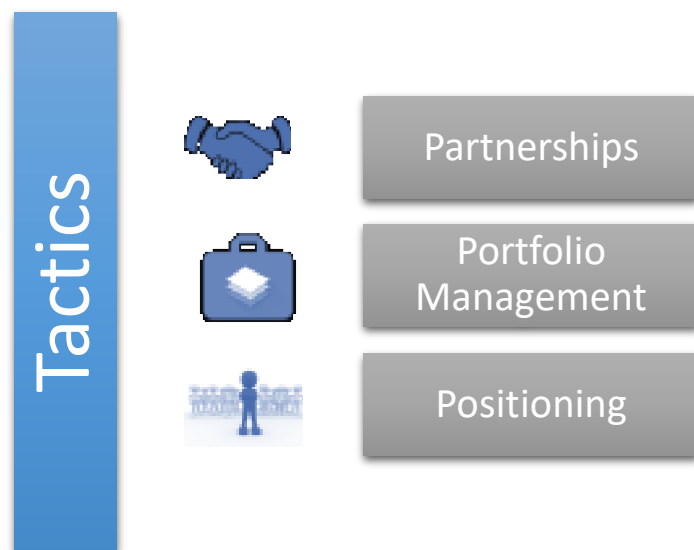 Tactics
Partnerships
Portfolio
Management
Positioning